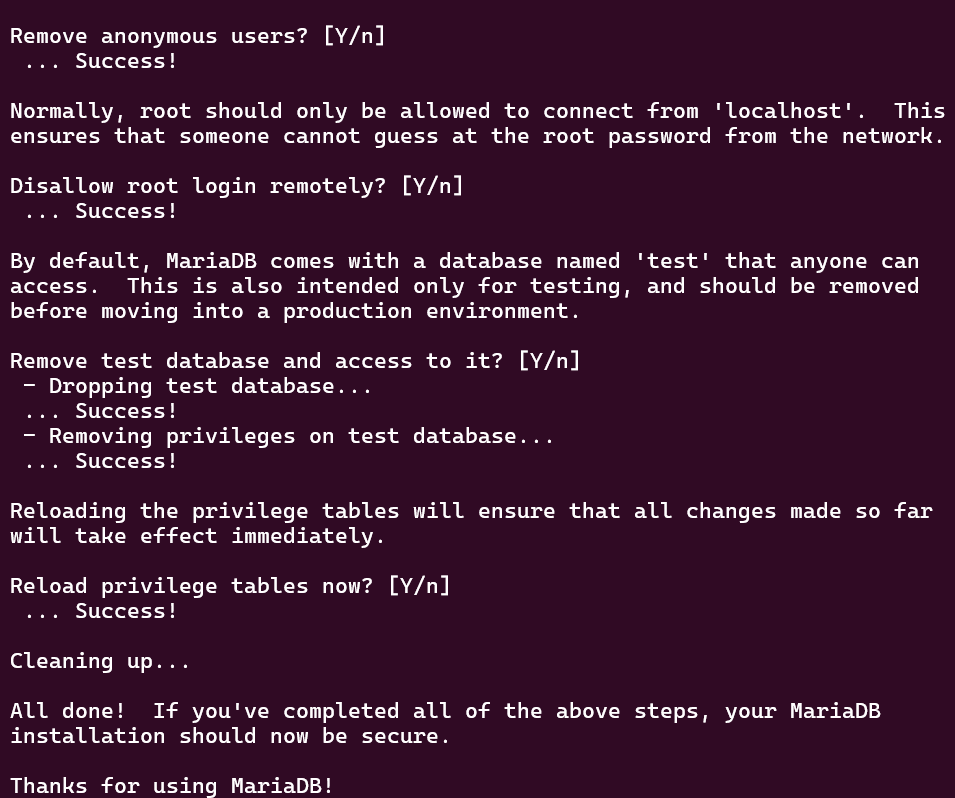 Remove anonymous users? [Y/n]
 ... Success!

Normally, root should only be allowed to connect from 'localhost'.  This
ensures that someone cannot guess at the root password from the network.

Disallow root login remotely? [Y/n]
 ... Success!

By default, MariaDB comes with a database named 'test' that anyone can
access.  This is also intended only for testing, and should be removed
before moving into a production environment.

Remove test database and access to it? [Y/n]
 - Dropping test database...
 ... Success!
 - Removing privileges on test database...
 ... Success!

Reloading the privilege tables will ensure that all changes made so far
will take effect immediately.

Reload privilege tables now? [Y/n]
 ... Success!

Cleaning up...

All done!  If you've completed all of the above steps, your MariaDB
installation should now be secure.

Thanks for using MariaDB!